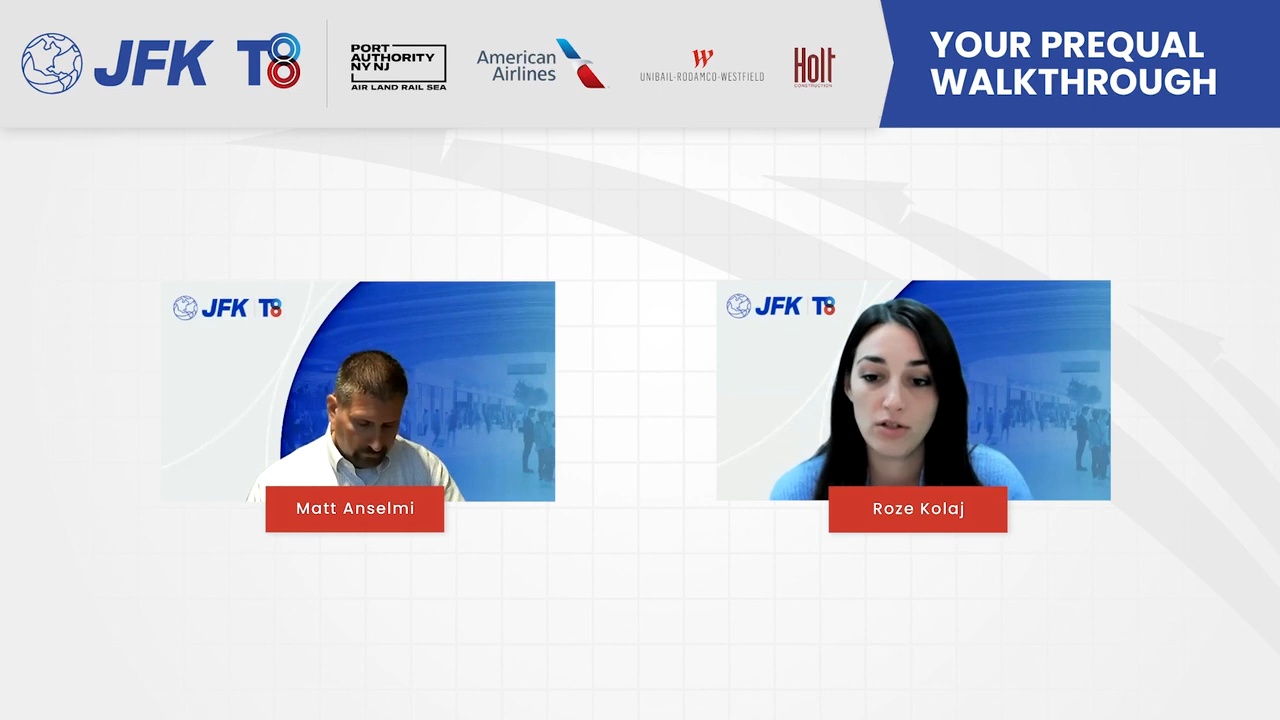 JFK T8
PORT
AUTHORITY
NY NJ
AIR LAND RAIL SEA
American
Airlines
UNIBAIL-RODAMCO-WESTFIELD
Holt
CONSTRUCTION
YOUR PREQUAL
WALKTHROUGH
JFK T8
JFK T8
Matt Anselmi
Roze Kolaj